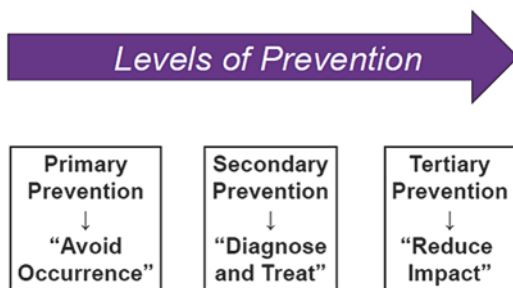 Levels of Prevention
Primary
Prevention
↓
“Avoid
Occurrence”
Secondary
Prevention
↓
“Diagnose
and Treat”
Tertiary
Prevention
↓
“Reduce
Impact”